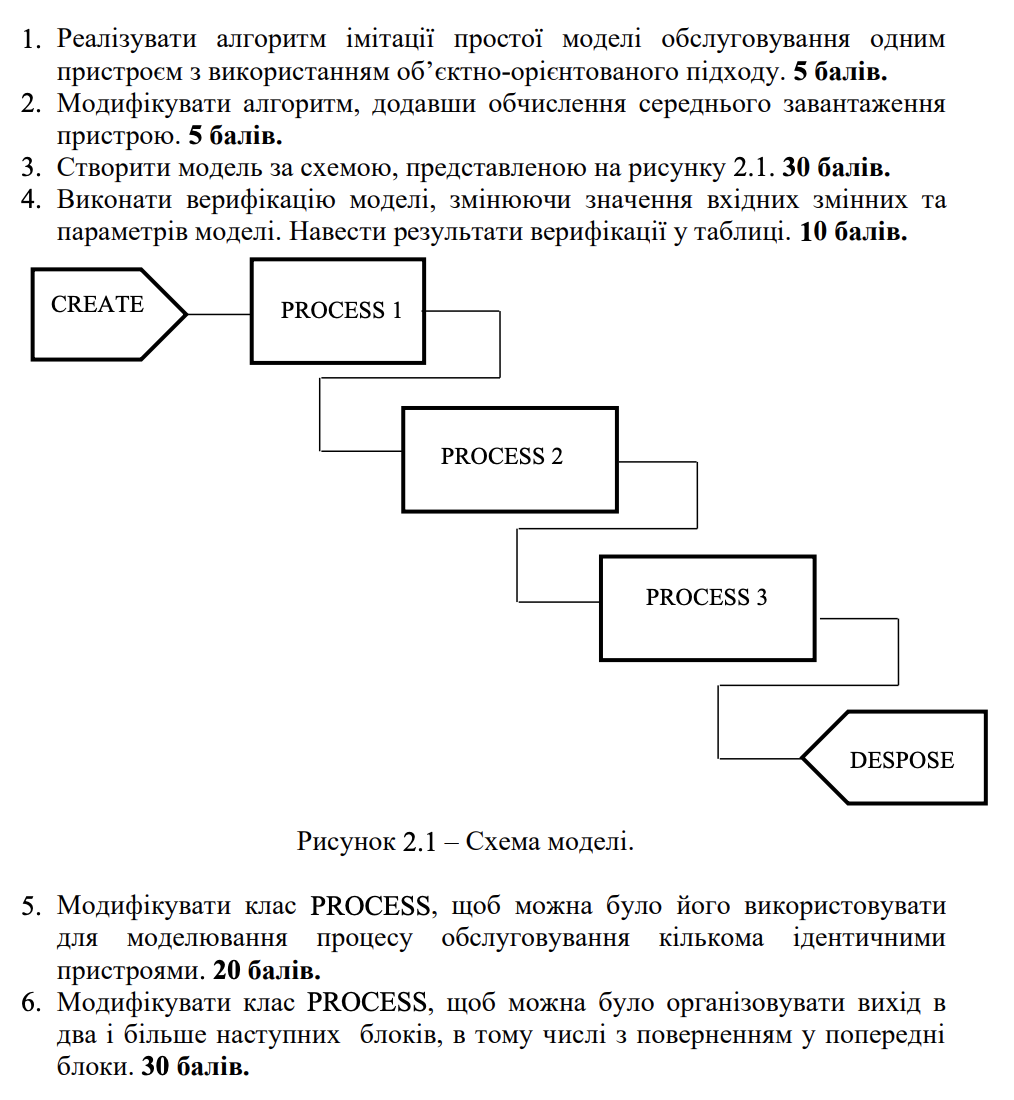 1. Реалізувати алгоритм імітації простої моделі обслуговування одним
пристроєм з використанням об’єктно-орієнтованого підходу. 5 балів.
2. Модифікувати алгоритм, додавши обчислення середнього завантаження
пристрою. 5 балів.
3. Створити модель за схемою, представленою на рисунку 2.1. 30 балів.
4. Виконати верифікацію моделі, змінюючи значення вхідних змінних та
параметрів моделі. Навести результати верифікації у таблиці. 10 балів.
CREATE
PROCESS 1
PROCESS 2
PROCESS 3
DESPOSE
Рисунок 2.1 – Схема моделі.
5. Модифікувати клас PROCESS, щоб можна було його використовувати
для моделювання процесу обслуговування кількома ідентичними
пристроями. 20 балів.
6. Модифікувати клас PROCESS, щоб можна було організовувати вихід в
два і більше наступних блоків, в тому числі з поверненням у попередні
блоки. 30 балів.